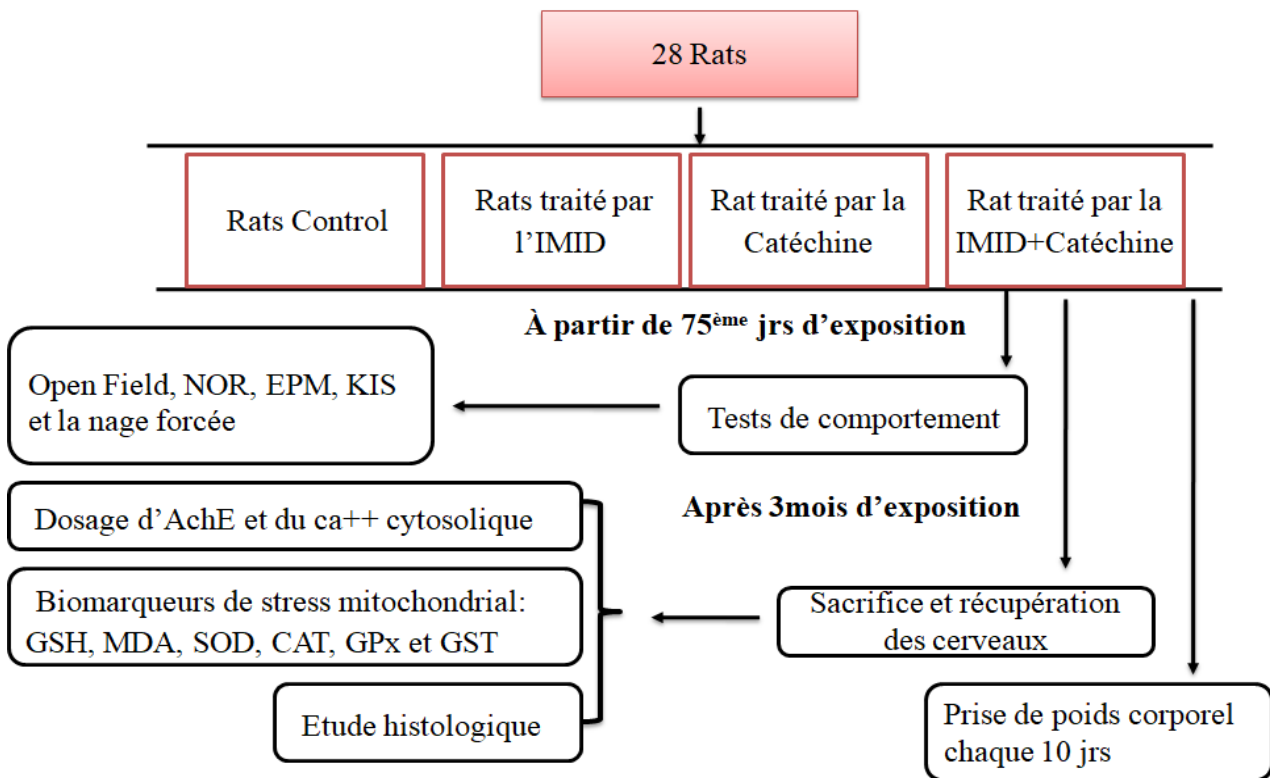 28 Rats
Rats Control
Rats traité par
l’IMID
Rat traité par la
Catéchine
Rat traité par la
IMID+Catéchine
À partir de 75ème jrs d’exposition
Open Field, NOR, EPM, KIS
et la nage forcée
Tests de comportement
Dosage d’AchE et du ca++ cytosolique
Après 3mois d’exposition
Biomarqueurs de stress mitochondrial:
GSH, MDA, SOD, CAT, GPx et GST
Sacrifice et récupération
des cerveaux
Etude histologique
Prise de poids corporel
chaque 10 jrs